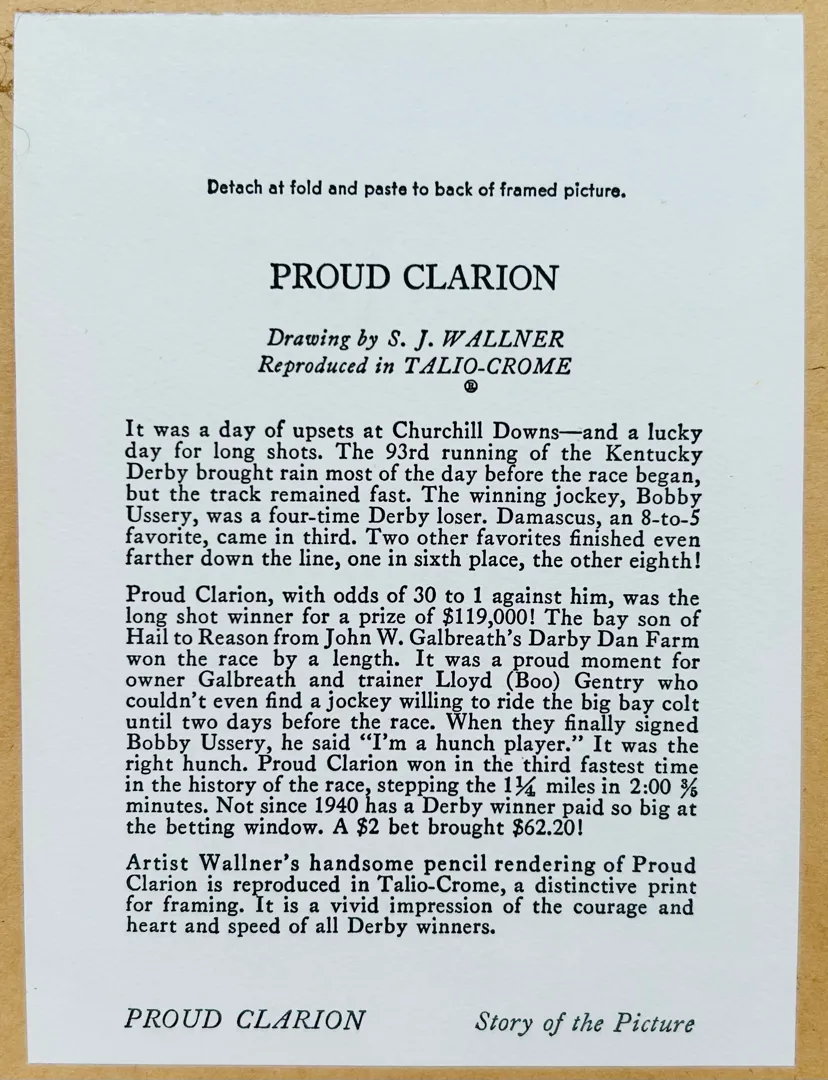 Detach at fold and paste to back of framed picture.
PROUD CLARION
Drawing by S. J. WALLNER
Reproduced in TALIO-CROME
®
It was a day of upsets at Churchill Downs—and a lucky
day for long shots. The 93rd running of the Kentucky
Derby brought rain most of the day before the race began,
but the track remained fast. The winning jockey, Bobby
Ussery, was a four-time Derby loser. Damascus, an 8-to-5
favorite, came in third. Two other favorites finished even
farther down the line, one in sixth place, the other eighth!
Proud Clarion, with odds of 30 to 1 against him, was the
long shot winner for a prize of $119,000! The bay son of
Hail to Reason from John W. Galbreath's Darby Dan Farm
won the race by a length. It was a proud moment for
owner Galbreath and trainer Lloyd (Boo) Gentry who
couldn't even find a jockey willing to ride the big bay colt
until two days before the race. When they finally signed
Bobby Ussery, he said "I'm a hunch player." It was the
right hunch. Proud Clarion won in the third fastest time
in the history of the race, stepping the 1¼ miles in 2:00 ⅗
minutes. Not since 1940 has a Derby winner paid so big at
the betting window. A $2 bet brought $62.20!
Artist Wallner's handsome pencil rendering of Proud
Clarion is reproduced in Talio-Crome, a distinctive print
for framing. It is a vivid impression of the courage and
heart and speed of all Derby winners.
PROUD CLARION Story of the Picture